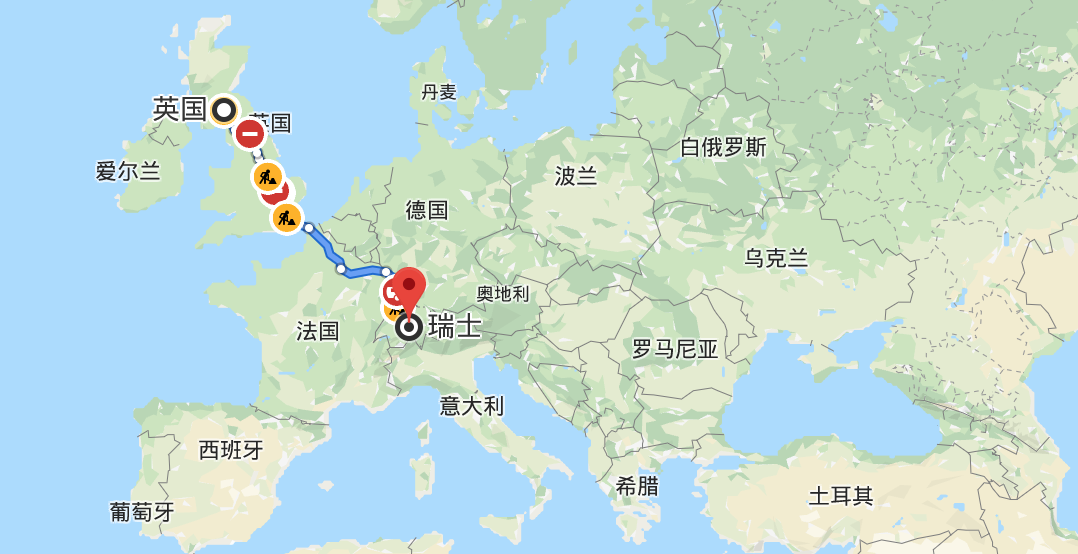 丹麦
英国
英国
白俄罗斯
爱尔兰
波兰
德国
乌克兰
奥地利
瑞士
法国
罗马尼亚
意大利
西班牙
希腊
土耳其
葡萄牙